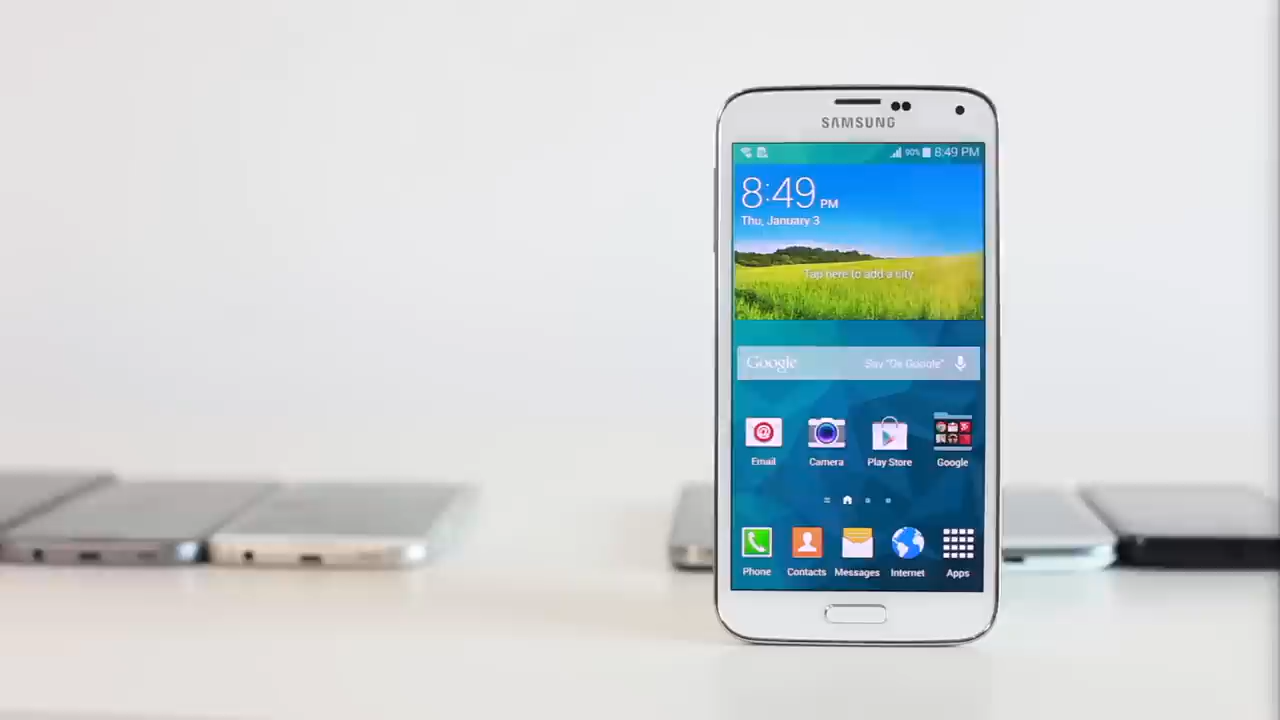 SAMSUNG
90% 8:49 PM
8:49 PM
Thu, January 3
Tap here to add a city
Google Say "Ok Google"
Email Camera Play Store Google
Phone Contacts Messages Internet Apps